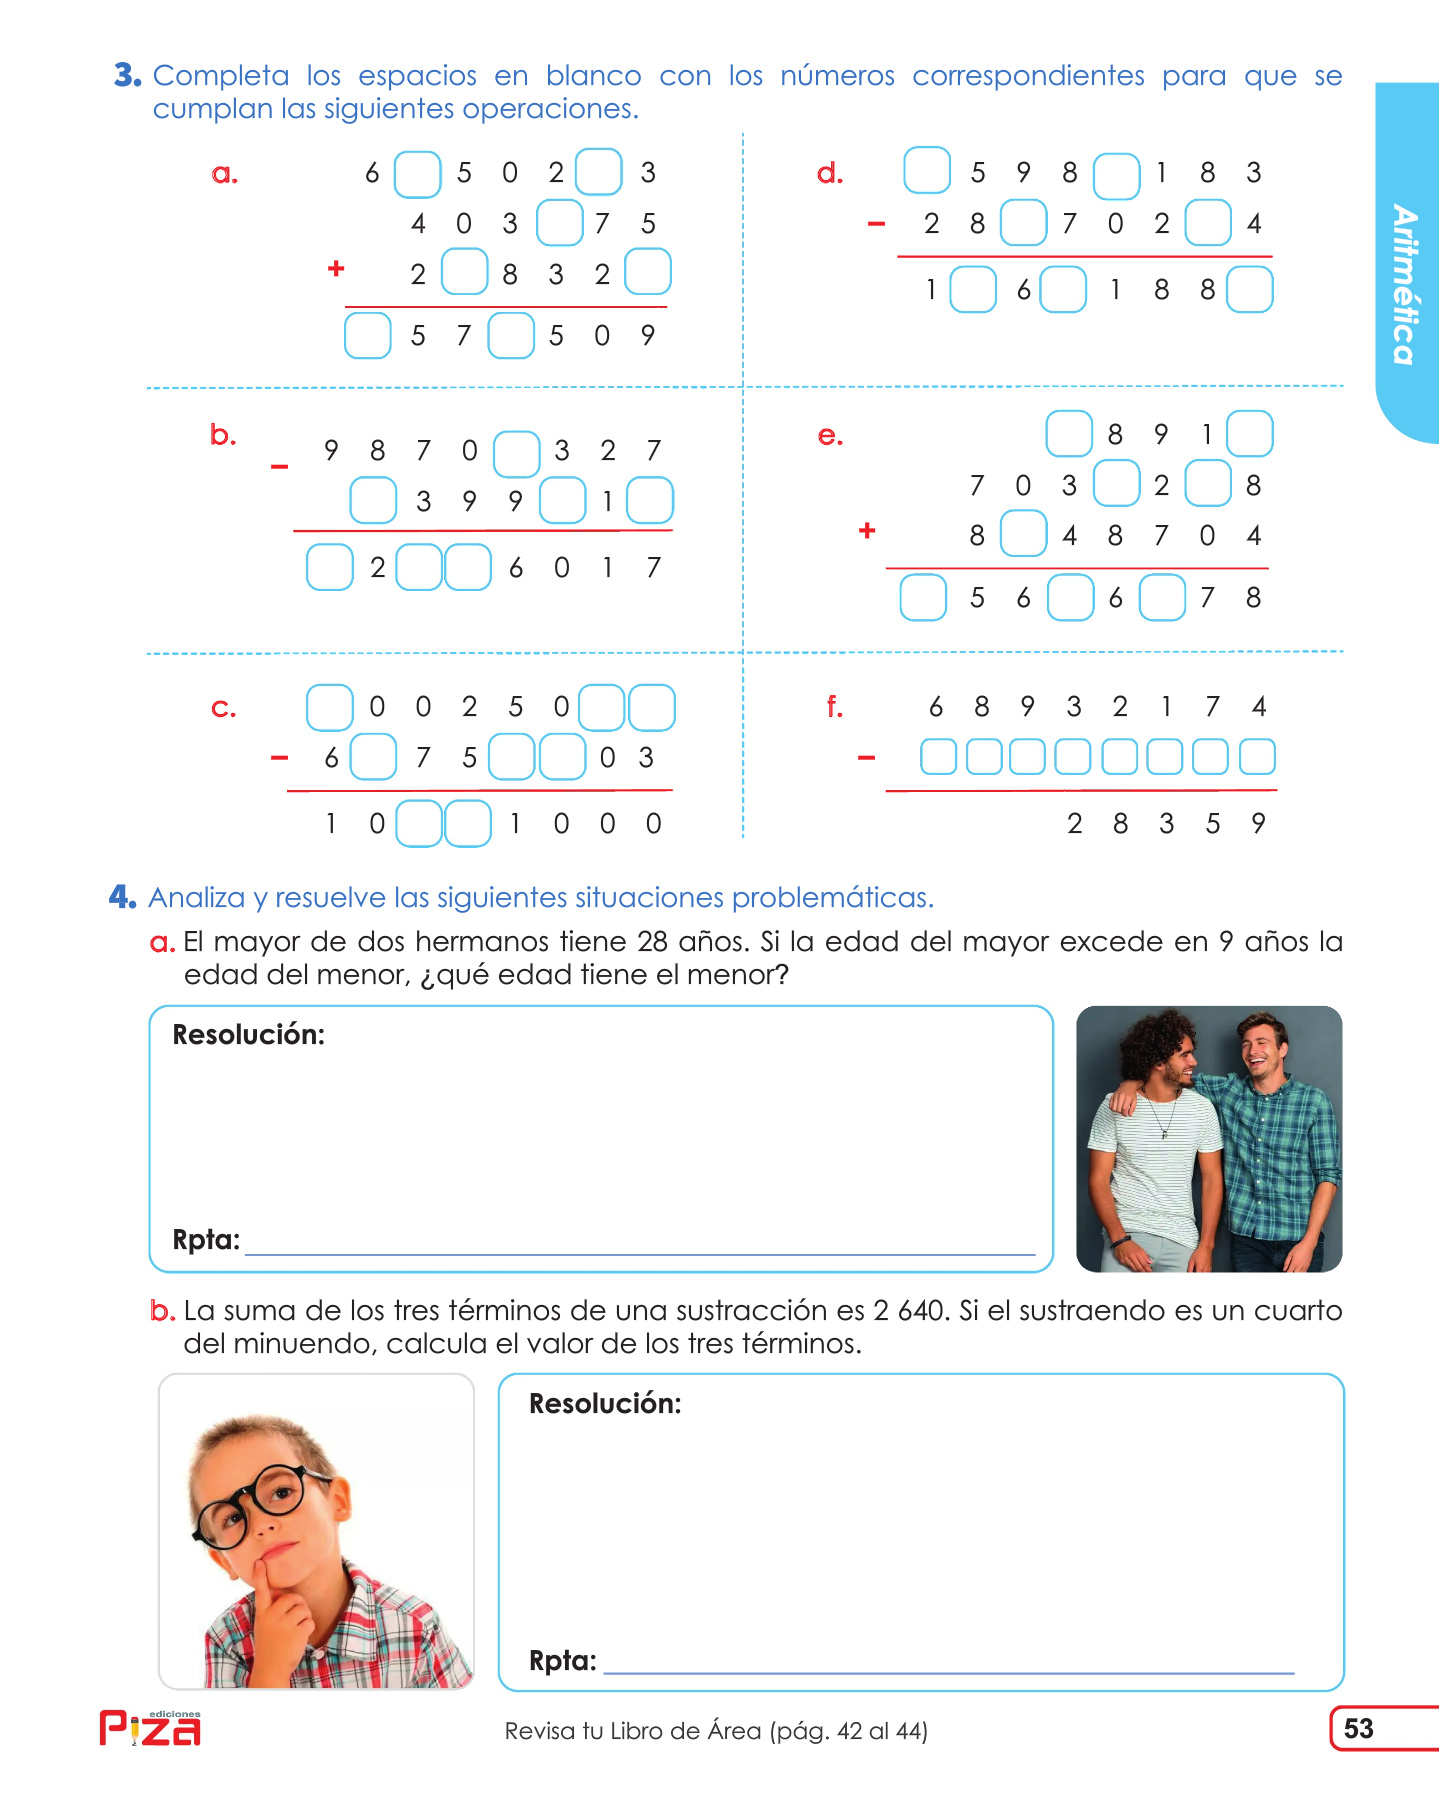 3. Completa los espacios en blanco con los números correspondientes para que se
cumplan las siguientes operaciones.
a.
6 5 0 2 3
4 0 3 7 5
+ 2 8 3 2
5 7 5 0 9
d.
5 9 8 1 8 3
− 2 8 7 0 2 4
1 6 1 8 8
b.
9 8 7 0 3 2 7
−
3 9 9 1
2 6 0 1 7
e.
8 9 1
7 0 3 2 8
+ 8 4 8 7 0 4
5 6 6 7 8
c.
0 0 2 5 0
− 6 7 5 0 3
1 0 1 0 0 0
f.
6 8 9 3 2 1 7 4
−
2 8 3 5 9
Aritmética
4. Analiza y resuelve las siguientes situaciones problemáticas.
a. El mayor de dos hermanos tiene 28 años. Si la edad del mayor excede en 9 años la
edad del menor, ¿qué edad tiene el menor?
Resolución:
Rpta:
b. La suma de los tres términos de una sustracción es 2 640. Si el sustraendo es un cuarto
del minuendo, calcula el valor de los tres términos.
Resolución:
Rpta:
ediciones
Piza
Revisa tu Libro de Área (pág. 42 al 44)
53